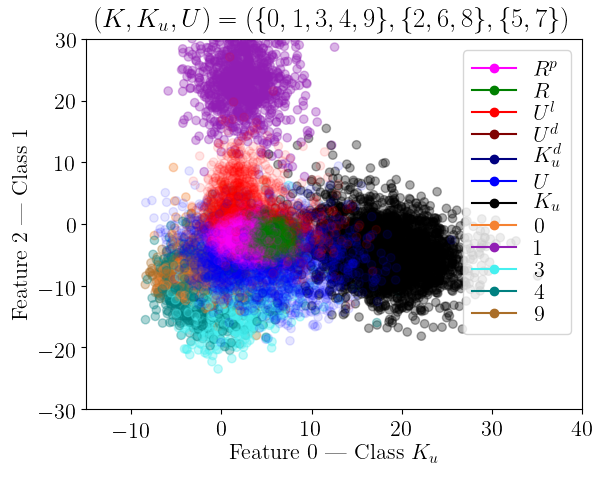 (K, K_u, U) = ({0, 1, 3, 4, 9}, {2, 6, 8}, {5, 7})
30
20
10
0
−10
−20
−30
Feature 2 — Class 1
R^p
R
U^l
U^d
K_u^d
U
K_u
0
1
3
4
9
−10
0
10
20
30
40
Feature 0 — Class K_u